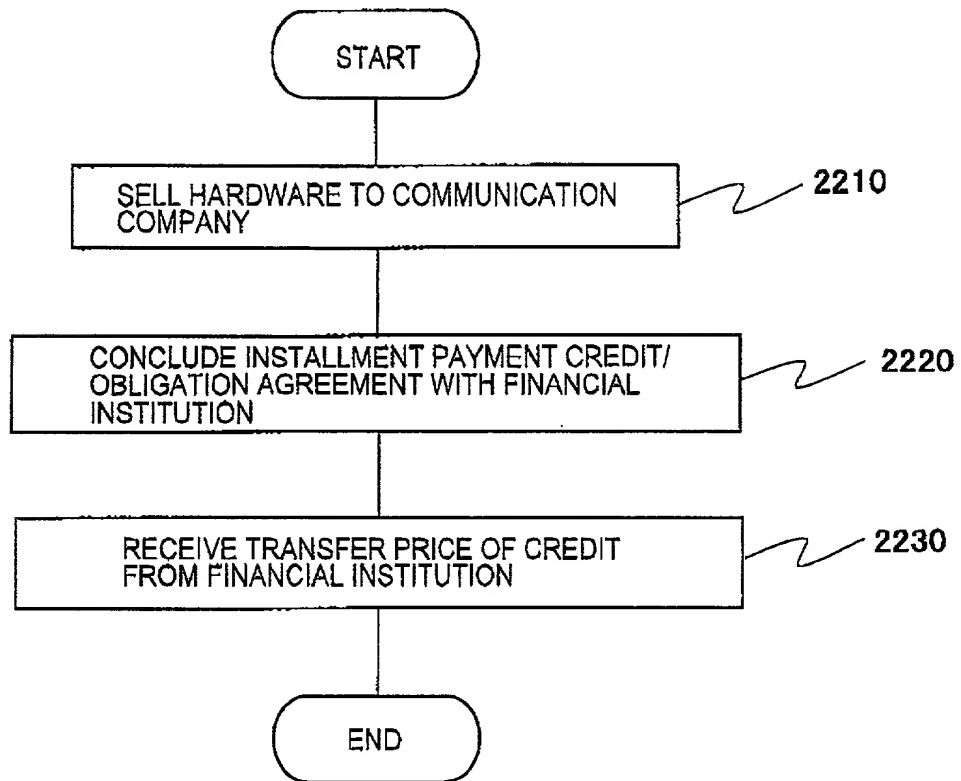 START
SELL HARDWARE TO COMMUNICATION
COMPANY
2210
CONCLUDE INSTALLMENT PAYMENT CREDIT/
OBLIGATION AGREEMENT WITH FINANCIAL
INSTITUTION
2220
RECEIVE TRANSFER PRICE OF CREDIT
FROM FINANCIAL INSTITUTION
2230
END